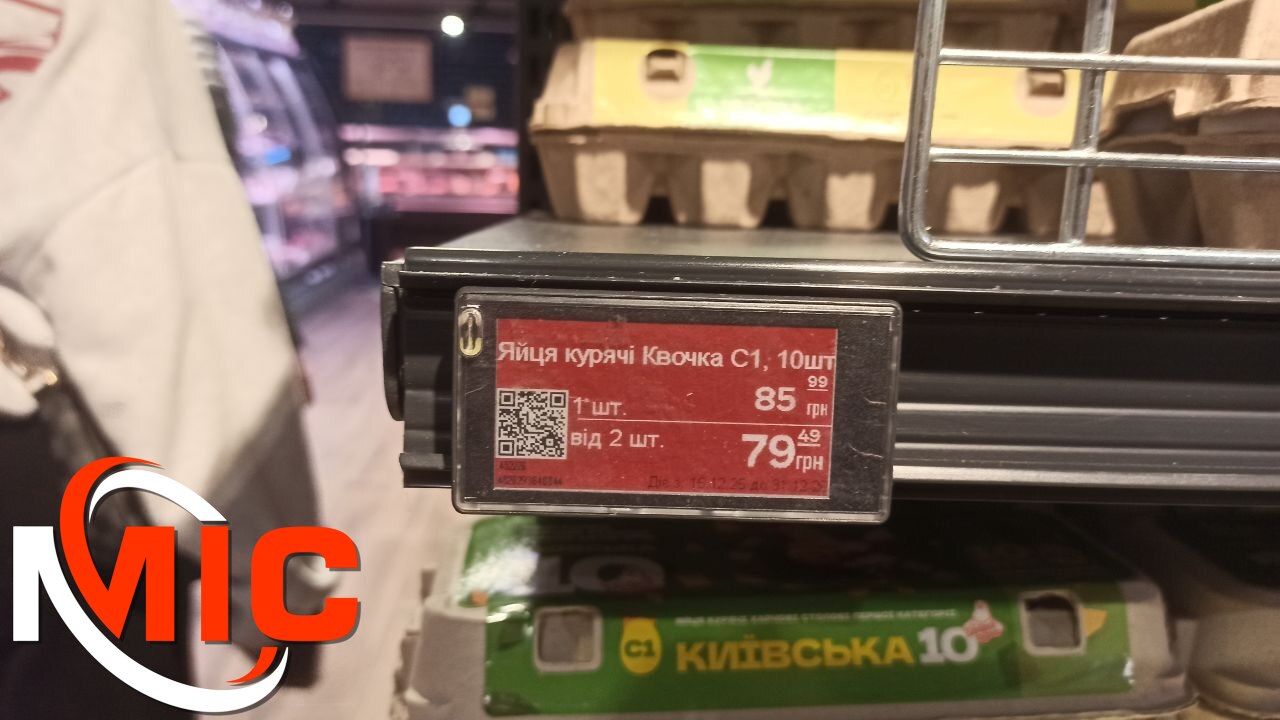 Яйця курячі Квочка С1, 10шт
1 шт.
85 99 грн
від 2 шт.
79 49 грн
10
С1 КИЇВСЬКА 10
MIC